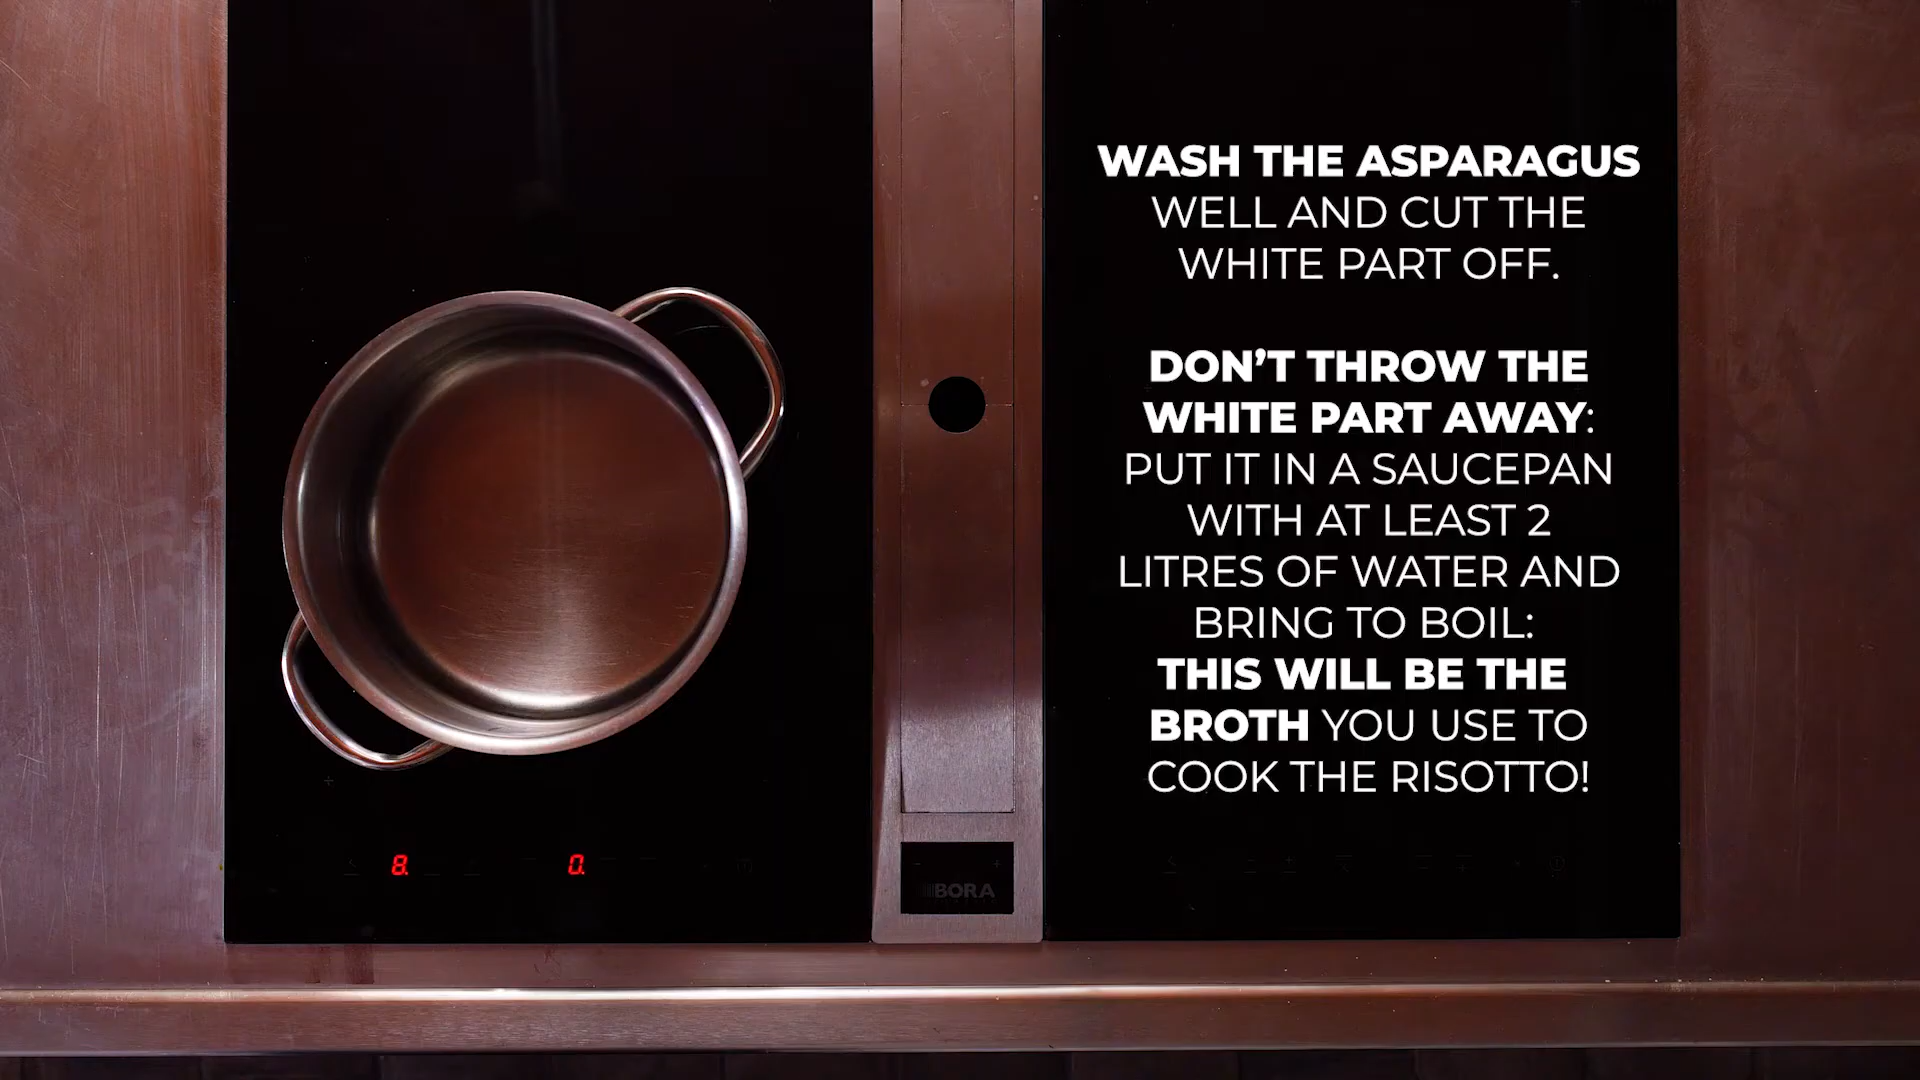 WASH THE ASPARAGUS
WELL AND CUT THE
WHITE PART OFF.
DON’T THROW THE
WHITE PART AWAY:
PUT IT IN A SAUCEPAN
WITH AT LEAST 2
LITRES OF WATER AND
BRING TO BOIL:
THIS WILL BE THE
BROTH YOU USE TO
COOK THE RISOTTO!
8. 0.
BORA